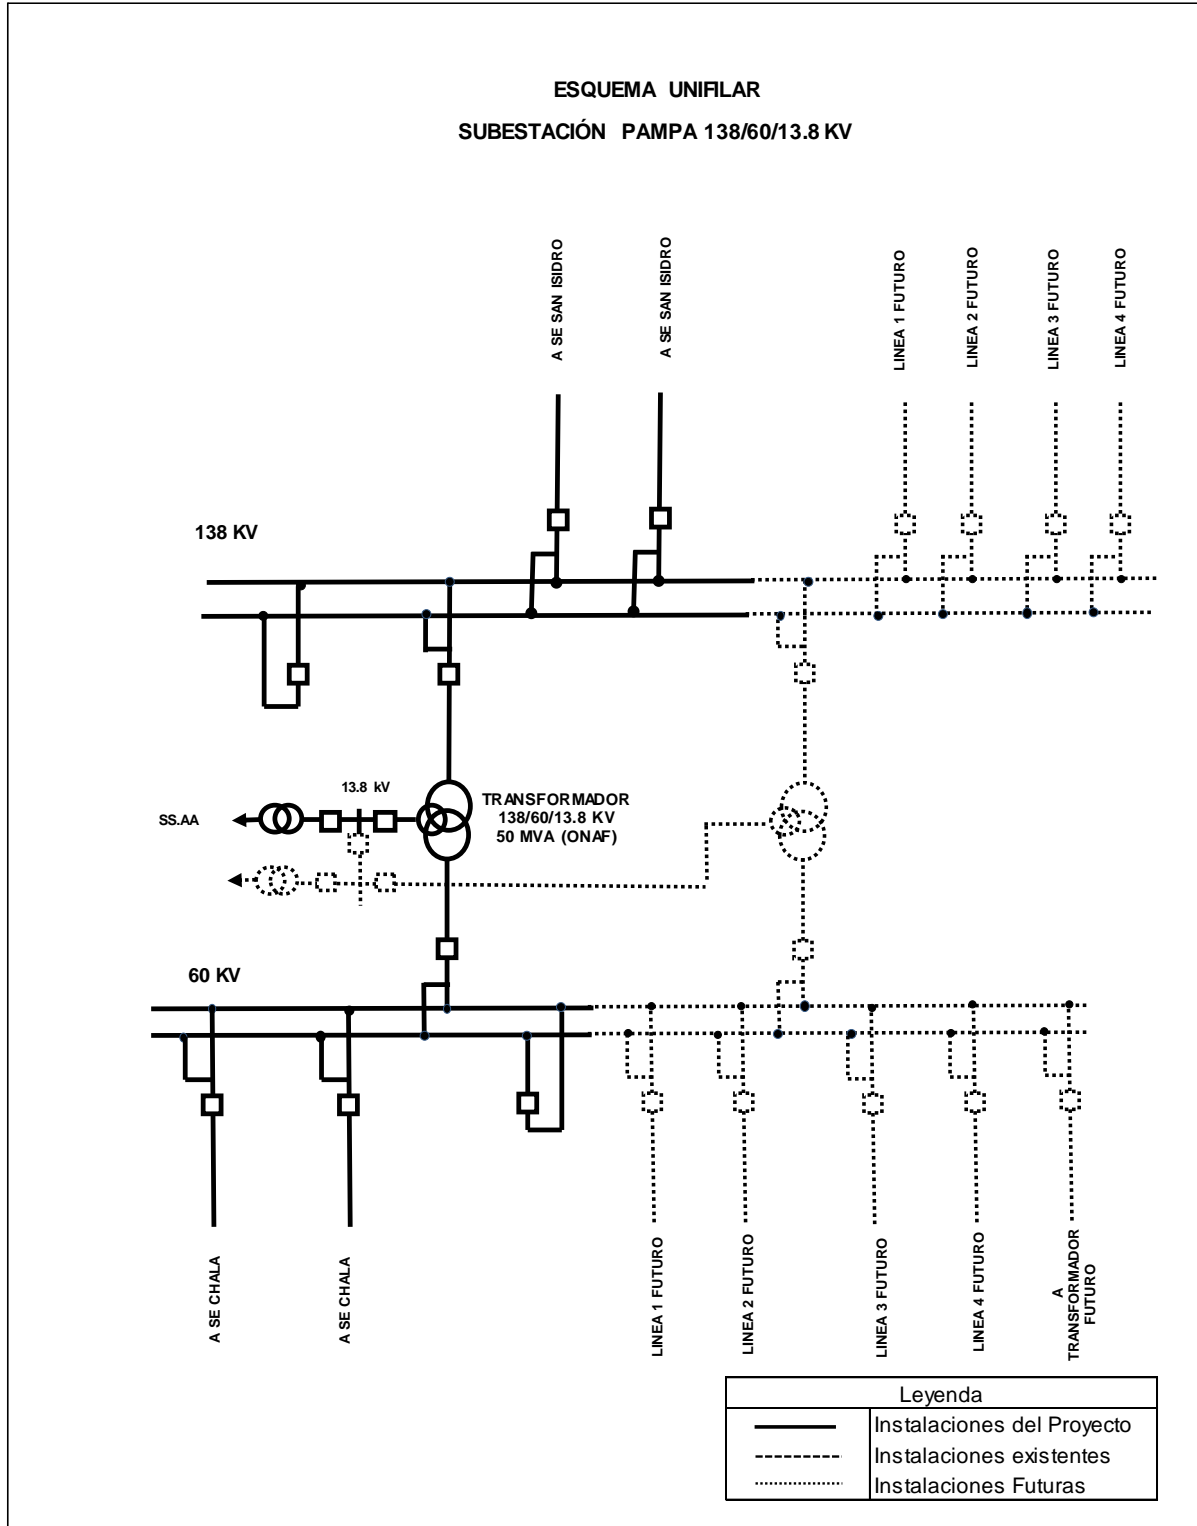 ESQUEMA UNIFILAR
SUBESTACIÓN PAMPA 138/60/13.8 KV
A SE SAN ISIDRO
A SE SAN ISIDRO
LINEA 1 FUTURO
LINEA 2 FUTURO
LINEA 3 FUTURO
LINEA 4 FUTURO
138 KV
13.8 kV
SS.AA
TRANSFORMADOR
138/60/13.8 KV
50 MVA (ONAF)
60 KV
A SE CHALA
A SE CHALA
LINEA 1 FUTURO
LINEA 2 FUTURO
LINEA 3 FUTURO
LINEA 4 FUTURO
A
TRANSFORMADOR
FUTURO
Leyenda
Instalaciones del Proyecto
Instalaciones existentes
Instalaciones Futuras